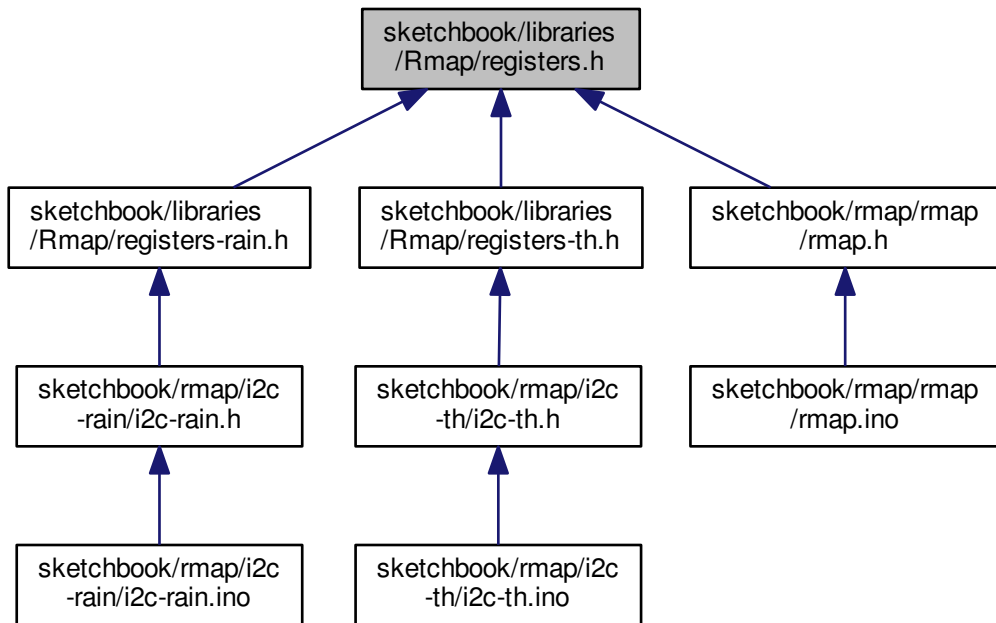 sketchbook/libraries
/Rmap/registers.h
sketchbook/libraries
/Rmap/registers-rain.h
sketchbook/libraries
/Rmap/registers-th.h
sketchbook/rmap/rmap
/rmap.h
sketchbook/rmap/i2c
-rain/i2c-rain.h
sketchbook/rmap/i2c
-th/i2c-th.h
sketchbook/rmap/rmap
/rmap.ino
sketchbook/rmap/i2c
-rain/i2c-rain.ino
sketchbook/rmap/i2c
-th/i2c-th.ino